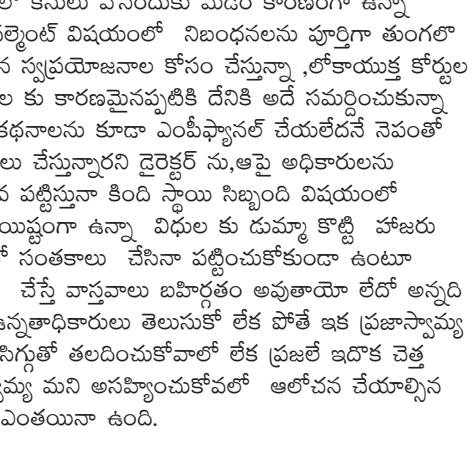 లో కేసులు వేసేందుకు మేడం కారణంగా ఉన్నా
ల్మెంట్ విషయంలో నిబంధనలను పూర్తిగా తుంగలొ
న స్వప్రయోజనాల కోసం చేస్తున్నా ,లోకాయుక్త కోర్టుల
ల కు కారణమైనప్పటికి దేనికి అదే సమర్దించుకున్నా
కథనాలను కూడా ఎంపీఫ్యానల్ చేయలేదనే నెపంతో
లు చేస్తున్నారని డైరెక్టర్ ను,ఆపై అధికారులను
వ పట్టిస్తునా కింది స్థాయి సిబ్బంది విషయంలో
యిష్టంగా ఉన్నా విధుల కు డుమ్మా కొట్టి హాజరు
లో సంతకాలు చేసినా పట్టించుకోకుండా ఉంటూ
చేస్తే వాస్తవాలు బహిర్గతం అవుతాయో లేదో అన్నది
ఉన్నతాధికారులు తెలుసుకో లేక పోతే ఇక ప్రజాస్వామ్య
సిగ్గుతో తలదించుకోవాలో లేక ప్రజలే ఇదొక చెత్త
మ్య మని అసహ్యించుకోవలో ఆలోచన చేయాల్సిన
ఎంతయినా ఉంది.